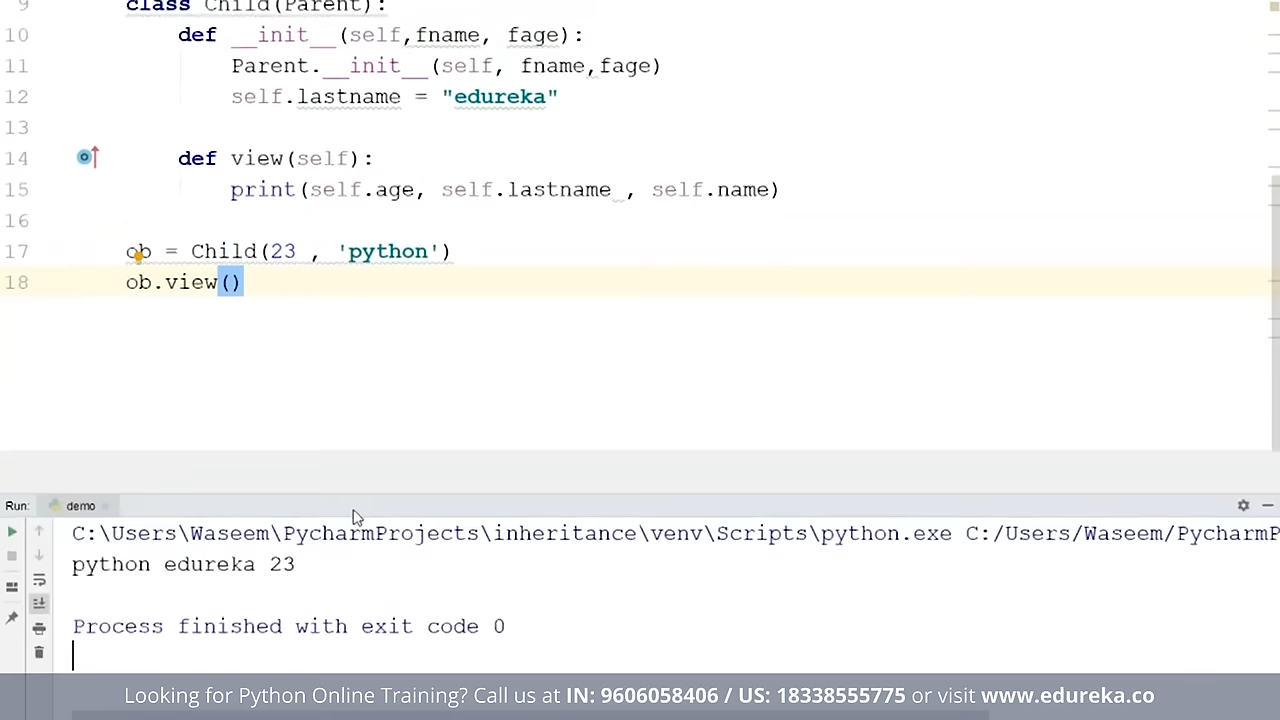 9 class Child(Parent):
10 def __init__(self,fname, fage):
11 Parent.__init__(self, fname,fage)
12 self.lastname = "edureka"
13
14 def view(self):
15 print(self.age, self.lastname , self.name)
16
17 ob = Child(23 , 'python')
18 ob.view()
Run: demo
C:\Users\Waseem\PycharmProjects\inheritance\venv\Scripts\python.exe C:/Users/Waseem/PycharmP
python edureka 23
Process finished with exit code 0
Looking for Python Online Training? Call us at IN: 9606058406 / US: 18338555775 or visit www.edureka.co